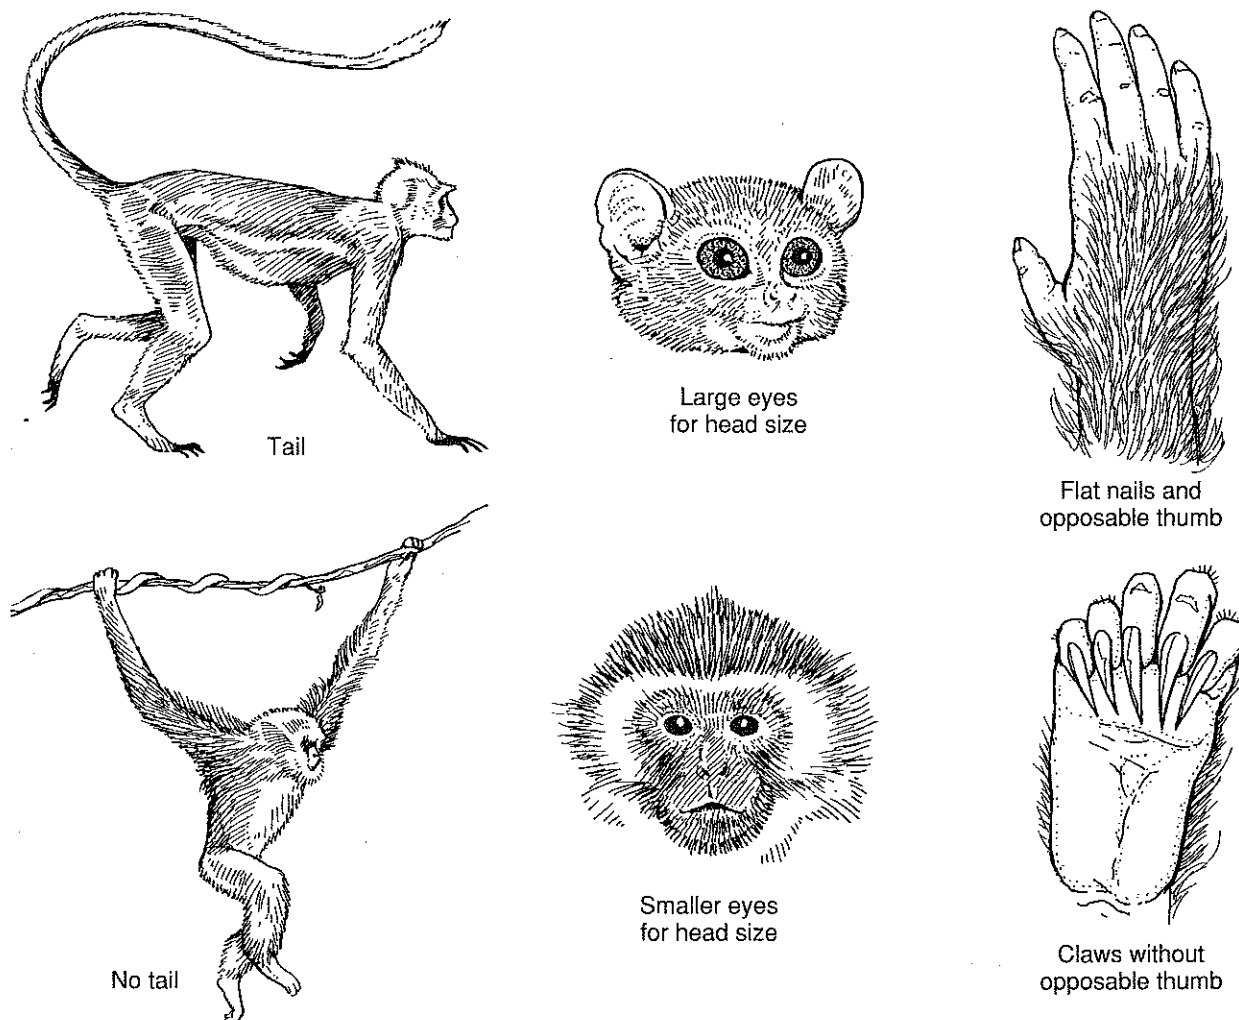 Tail
Large eyes
for head size
Flat nails and
opposable thumb
No tail
Smaller eyes
for head size
Claws without
opposable thumb